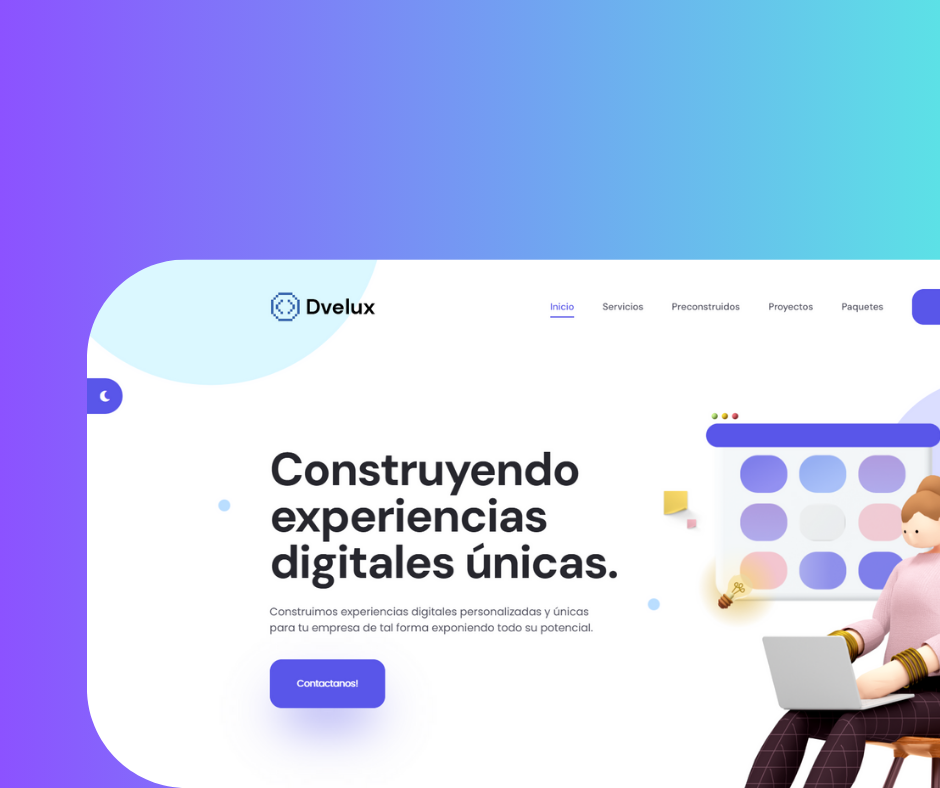 Dvelux
Inicio Servicios Preconstruidos Proyectos Paquetes
Construyendo
experiencias
digitales únicas.
Construimos experiencias digitales personalizadas y únicas
para tu empresa de tal forma exponiendo todo su potencial.
Contactanos!